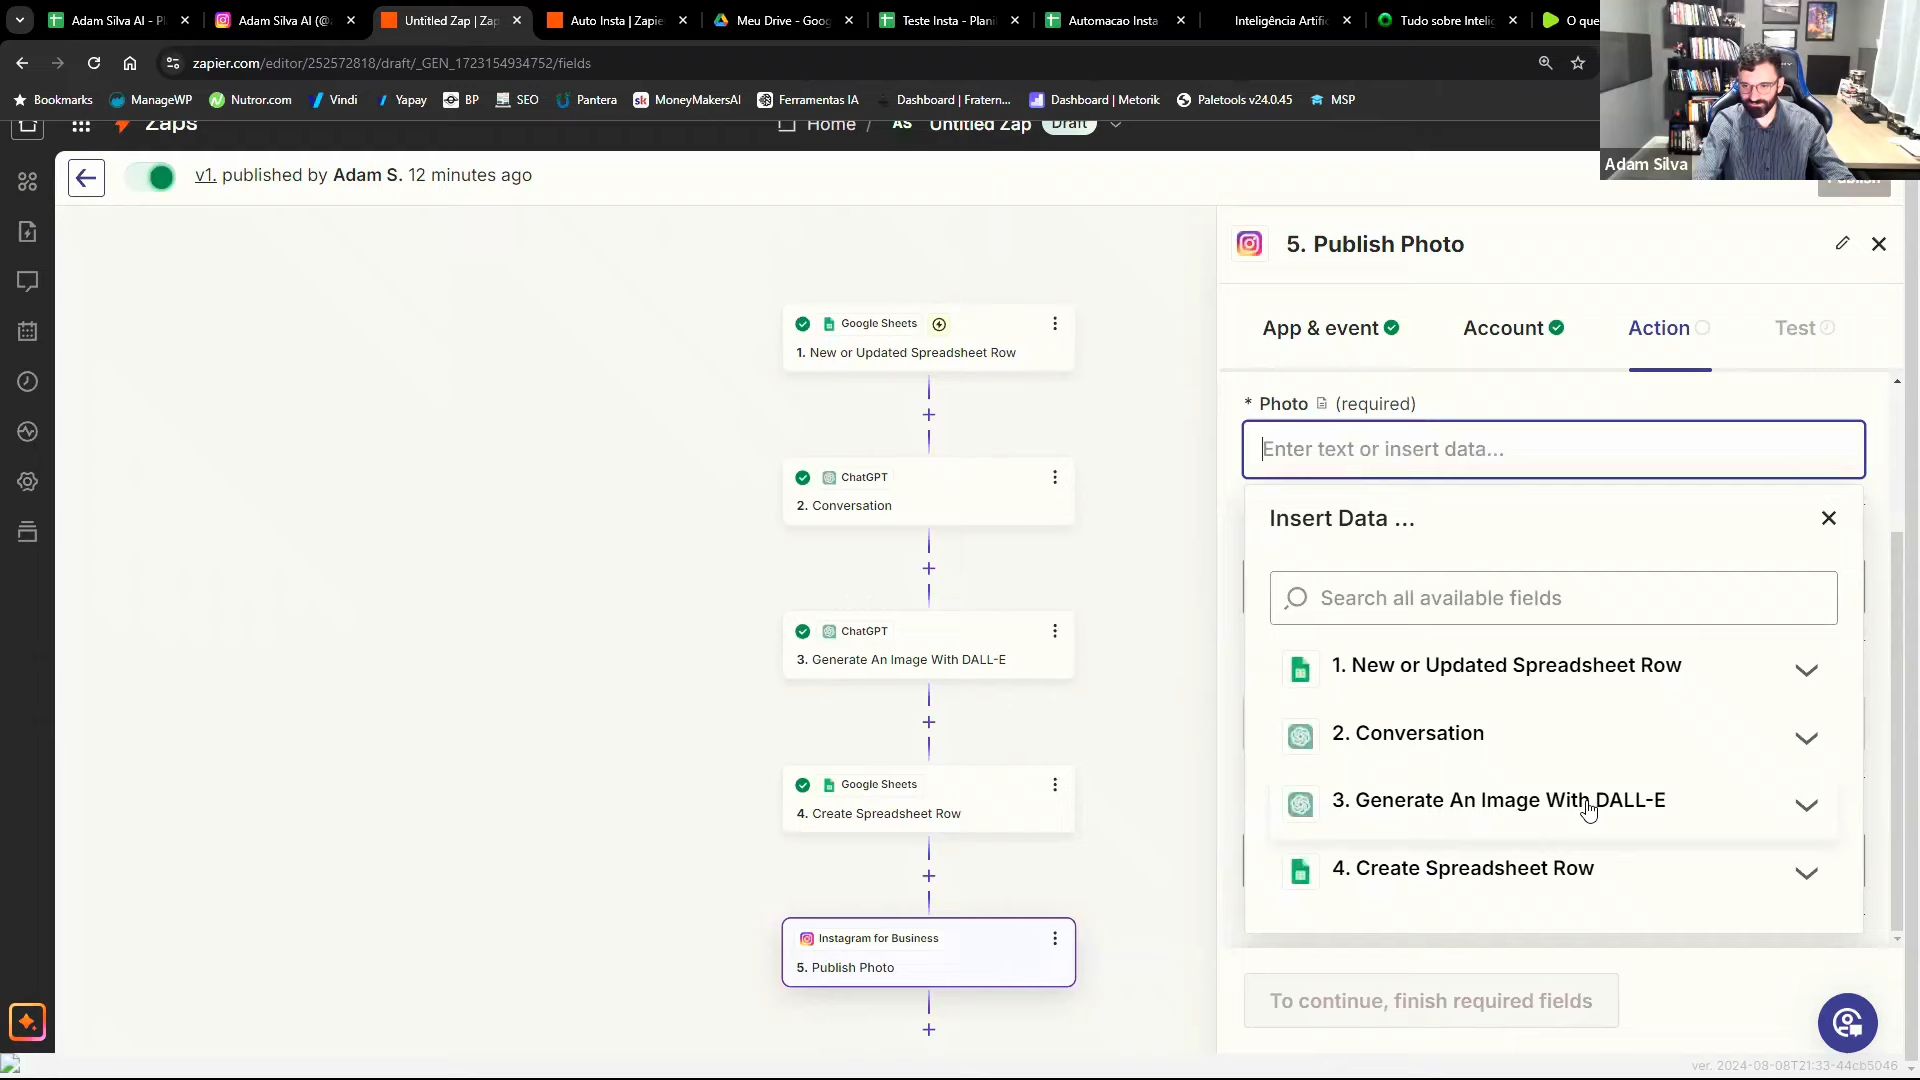 Adam Silva AI - Pl
Adam Silva AI (@
Untitled Zap | Zap
Auto Insta | Zapie
Meu Drive - Goog
Teste Insta - Plani
Automacao Insta
Inteligência Artifi
Tudo sobre Inteli
O que
zapier.com/editor/252572818/draft/_GEN_1723154934752/fields
Bookmarks
ManageWP
Nutror.com
Vindi
Yapay
BP
SEO
Pantera
MoneyMakersAI
Ferramentas IA
Dashboard | Fratern...
Dashboard | Metorik
Paletools v24.0.45
MSP
Zaps
Home / AS Untitled Zap Draft
Adam Silva
v1. published by Adam S. 12 minutes ago
Publish
Google Sheets
1. New or Updated Spreadsheet Row
ChatGPT
2. Conversation
ChatGPT
3. Generate An Image With DALL-E
Google Sheets
4. Create Spreadsheet Row
Instagram for Business
5. Publish Photo
5. Publish Photo
App & event
Account
Action
Test
* Photo (required)
Enter text or insert data...
Insert Data ...
Search all available fields
1. New or Updated Spreadsheet Row
2. Conversation
3. Generate An Image With DALL-E
4. Create Spreadsheet Row
To continue, finish required fields
ver. 2024-08-08T21:33-44cb5046